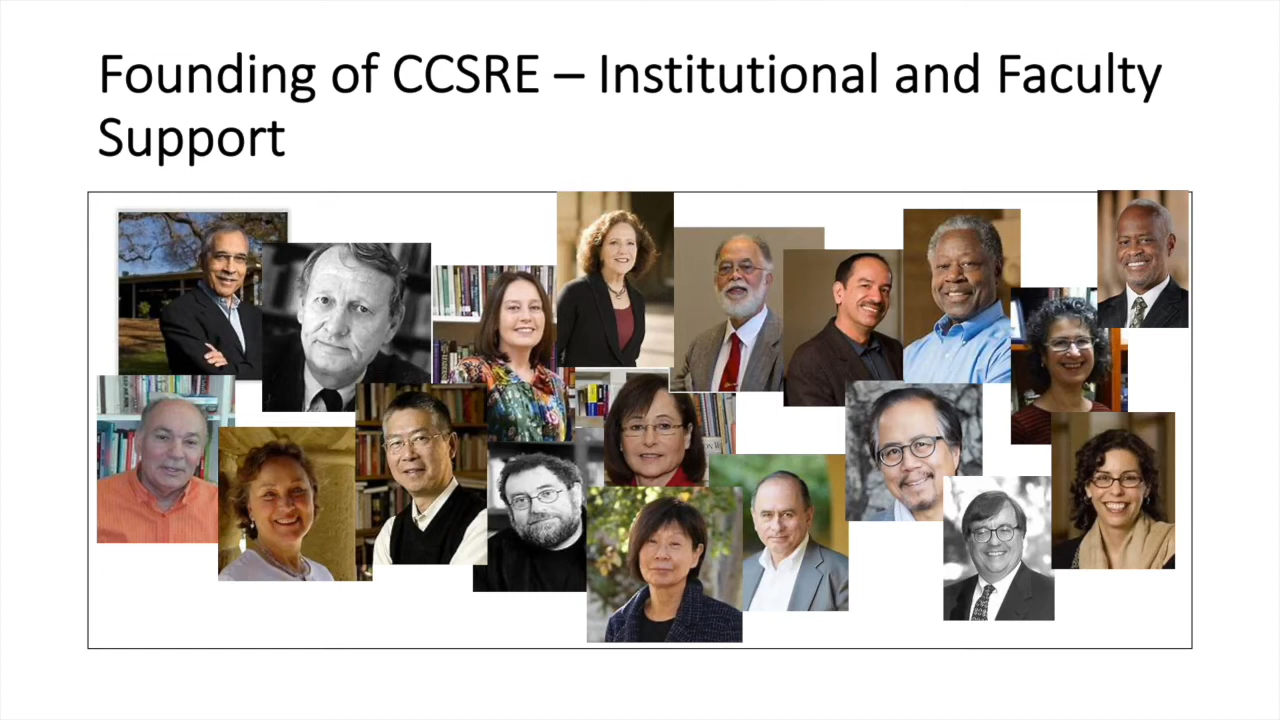 Founding of CCSRE – Institutional and Faculty
Support